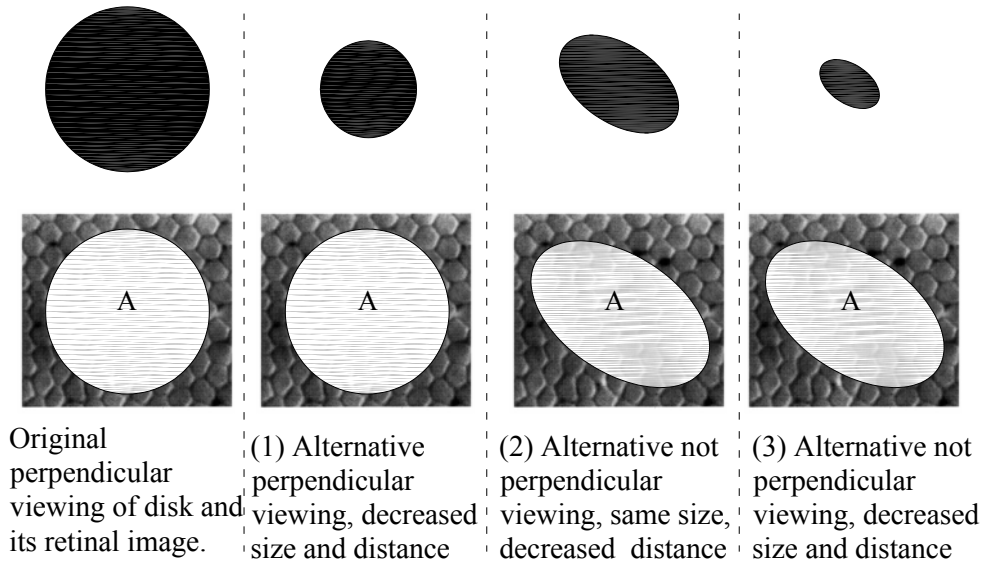 A
A
A
A
Original
perpendicular
viewing of disk and
its retinal image.
(1) Alternative
perpendicular
viewing, decreased
size and distance
(2) Alternative not
perpendicular
viewing, same size,
decreased distance
(3) Alternative not
perpendicular
viewing, decreased
size and distance